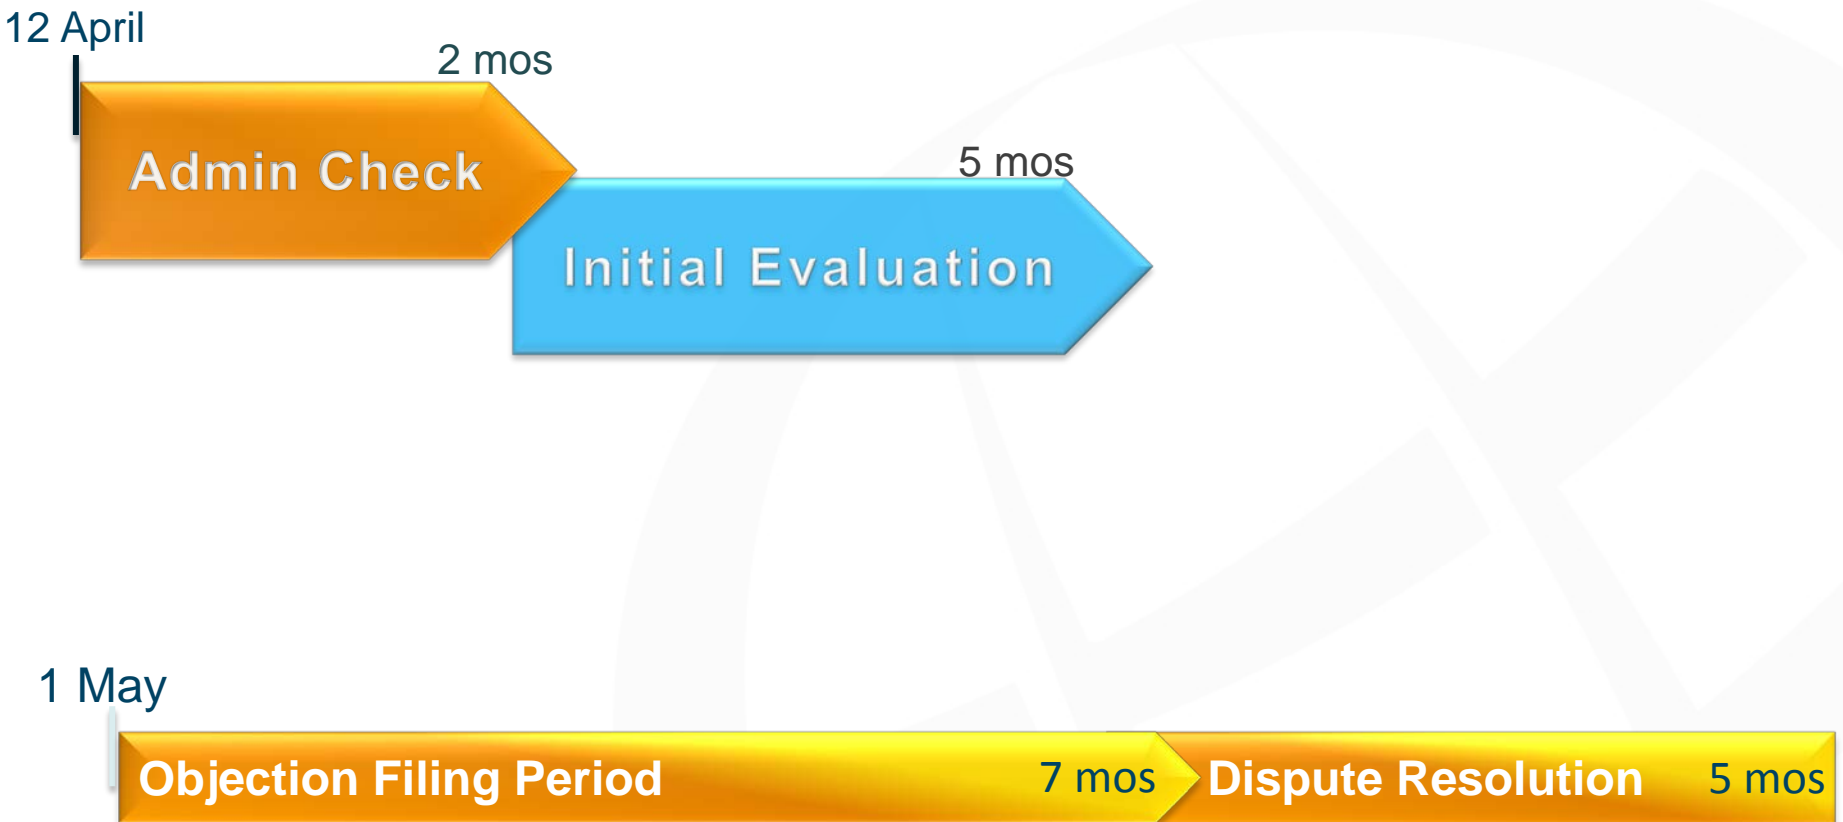 12 April
2 mos
Admin Check
5 mos
Initial Evaluation
1 May
Objection Filing Period 7 mos Dispute Resolution 5 mos